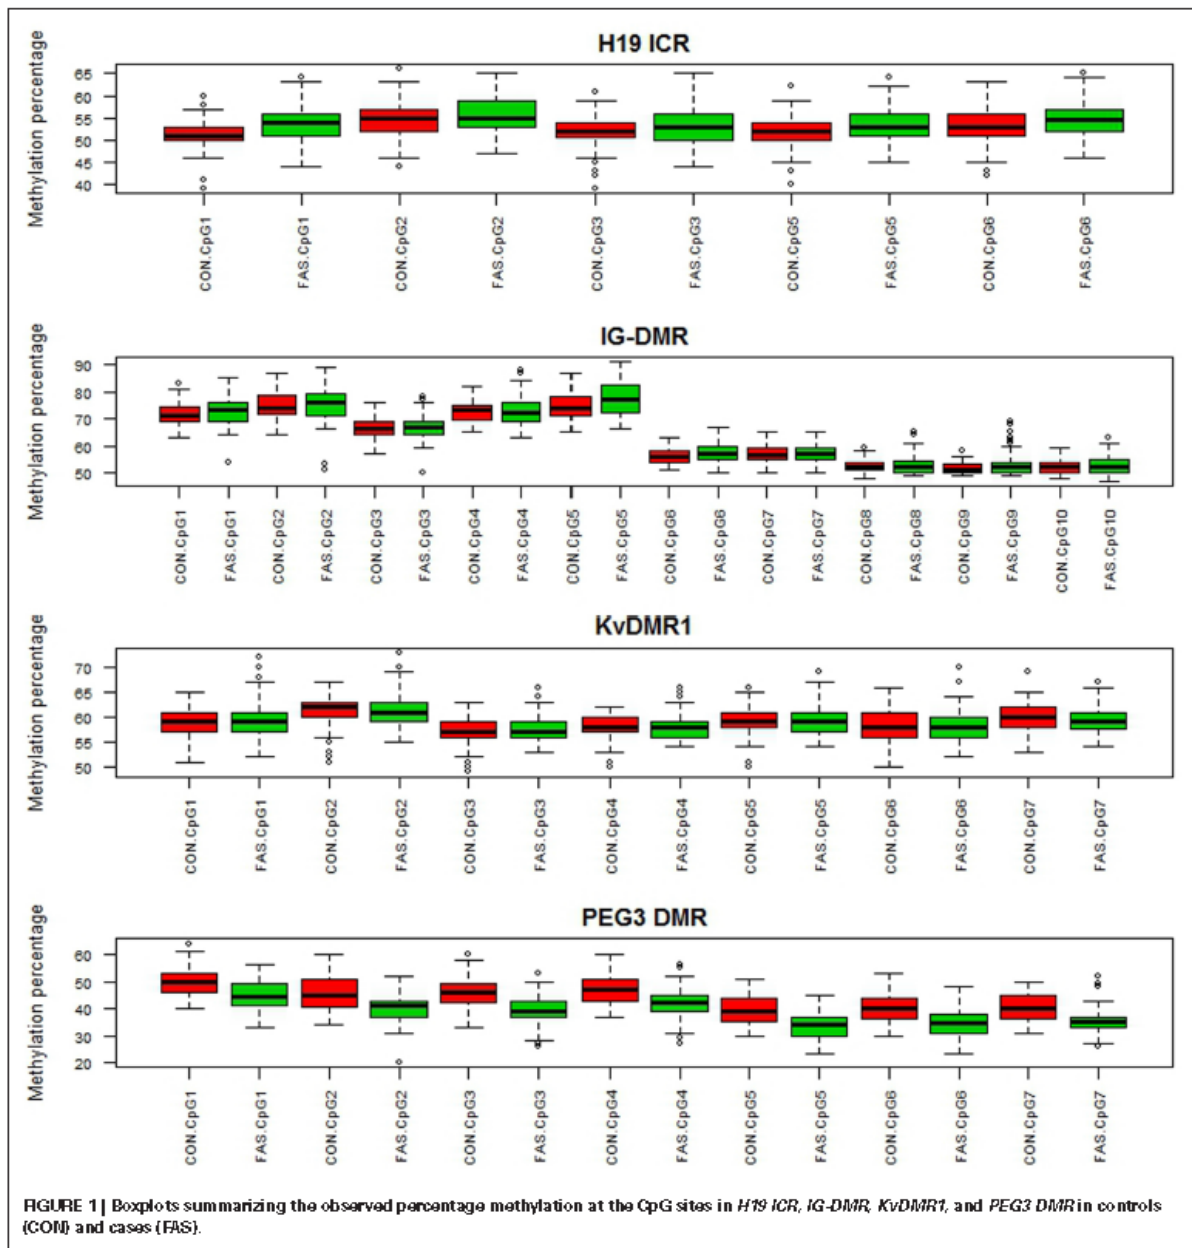 H19 ICR
Methylation percentage
65
60
55
50
45
40
CON.CpG1
FAS.CpG1
CON.CpG2
FAS.CpG2
CON.CpG3
FAS.CpG3
CON.CpG5
FAS.CpG5
CON.CpG6
FAS.CpG6
IG-DMR
Methylation percentage
90
80
70
60
50
CON.CpG1
FAS.CpG1
CON.CpG2
FAS.CpG2
CON.CpG3
FAS.CpG3
CON.CpG4
FAS.CpG4
CON.CpG5
FAS.CpG5
CON.CpG6
FAS.CpG6
CON.CpG7
FAS.CpG7
CON.CpG8
FAS.CpG8
CON.CpG9
FAS.CpG9
CON.CpG10
FAS.CpG10
KvDMR1
Methylation percentage
70
65
60
55
50
CON.CpG1
FAS.CpG1
CON.CpG2
FAS.CpG2
CON.CpG3
FAS.CpG3
CON.CpG4
FAS.CpG4
CON.CpG5
FAS.CpG5
CON.CpG6
FAS.CpG6
CON.CpG7
FAS.CpG7
PEG3 DMR
Methylation percentage
60
50
40
30
20
CON.CpG1
FAS.CpG1
CON.CpG2
FAS.CpG2
CON.CpG3
FAS.CpG3
CON.CpG4
FAS.CpG4
CON.CpG5
FAS.CpG5
CON.CpG6
FAS.CpG6
CON.CpG7
FAS.CpG7
FIGURE 1 | Boxplots summarizing the observed percentage methylation at the CpG sites in H19 ICR, IG-DMR, KvDMR1, and PEG3 DMR in controls
(CON) and cases (FAS).